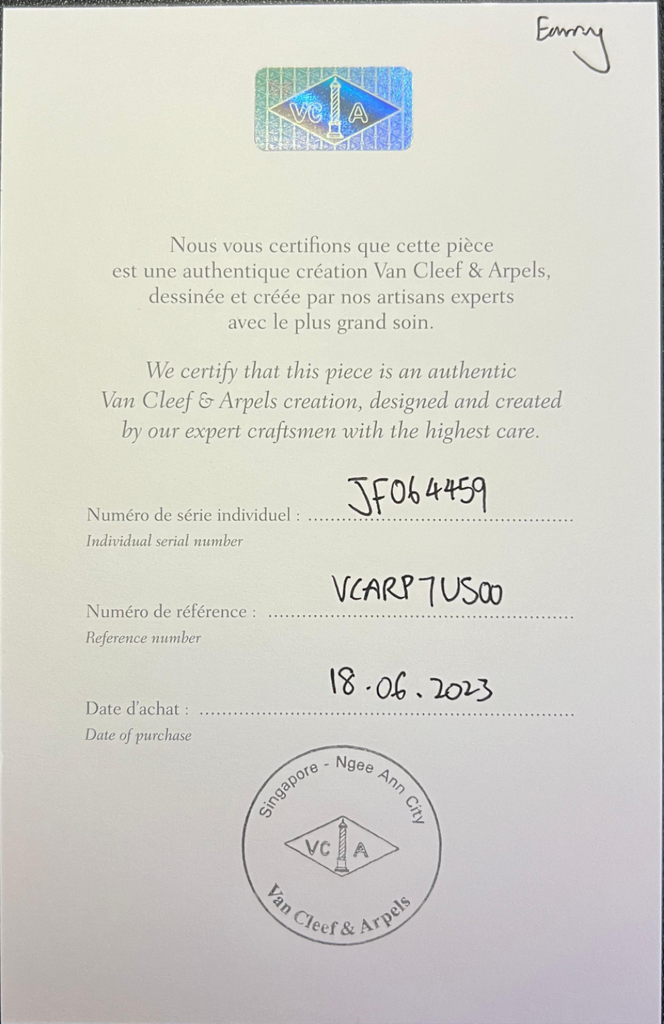 VC A
Nous vous certifions que cette pièce
est une authentique création Van Cleef & Arpels,
dessinée et créée par nos artisans experts
avec le plus grand soin.
We certify that this piece is an authentic
Van Cleef & Arpels creation, designed and created
by our expert craftsmen with the highest care.
Numéro de série individuel : JF064459
Individual serial number
Numéro de référence : VCARP7US00
Reference number
Date d'achat : 18.06.2023
Date of purchase
Singapore - Ngee Ann City
VC A
Van Cleef & Arpels